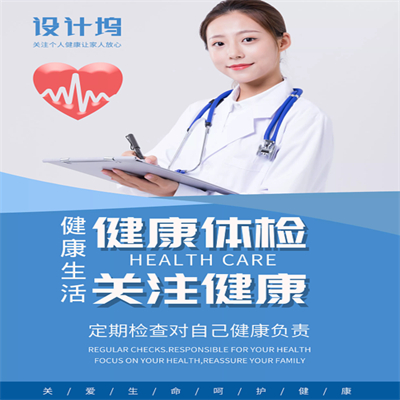 设计坞
关注个人健康让家人放心
健康生活
健康体检
HEALTH CARE
关注健康
定期检查对自己健康负责
REGULAR CHECKS.RESPONSIBLE FOR YOUR HEALTH
FOCUS ON YOUR HEALTH,REASSURE YOUR FAMILY
关/爱/生/命/呵/护/健/康